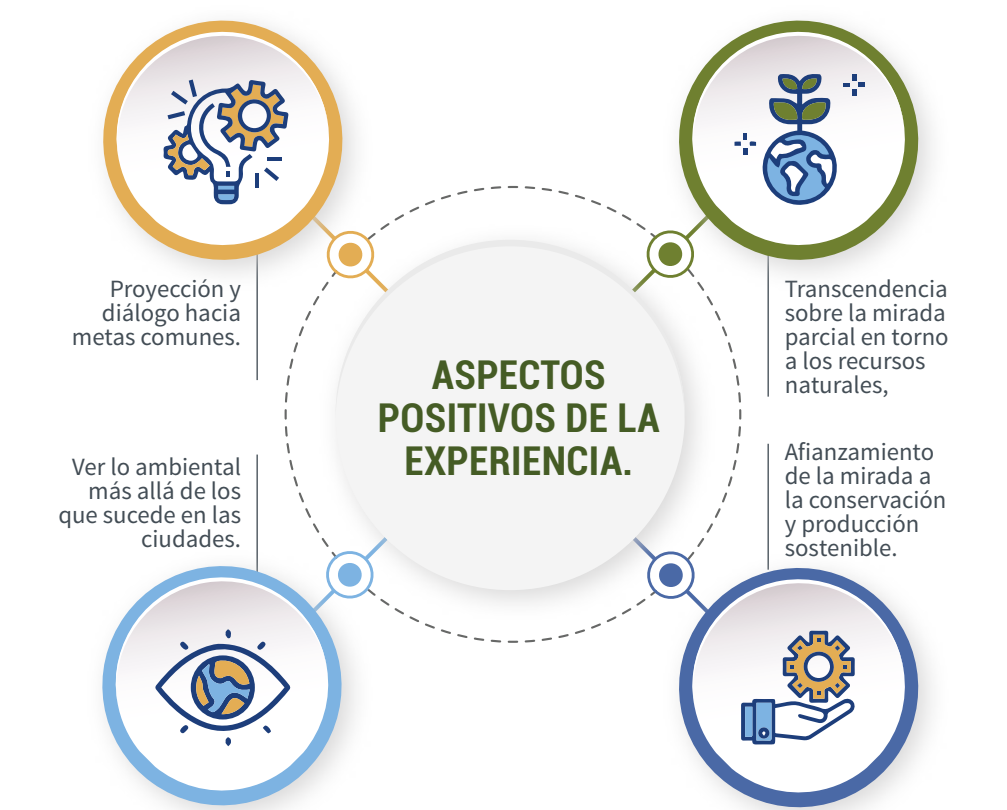 Proyección y
diálogo hacia
metas comunes.
Transcendencia
sobre la mirada
parcial en torno
a los recursos
naturales,
ASPECTOS
POSITIVOS DE LA
EXPERIENCIA.
Ver lo ambiental
más allá de los
que sucede en las
ciudades.
Afianzamiento
de la mirada a
la conservación
y producción
sostenible.